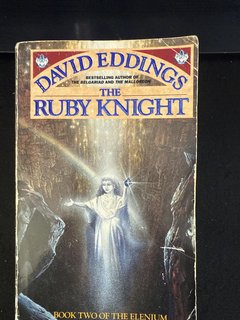 DAVID EDDINGS
BESTSELLING AUTHOR OF
THE BELGARIAD AND THE MALLOREON
THE
RUBY KNIGHT
BOOK TWO OF THE ELENIUM